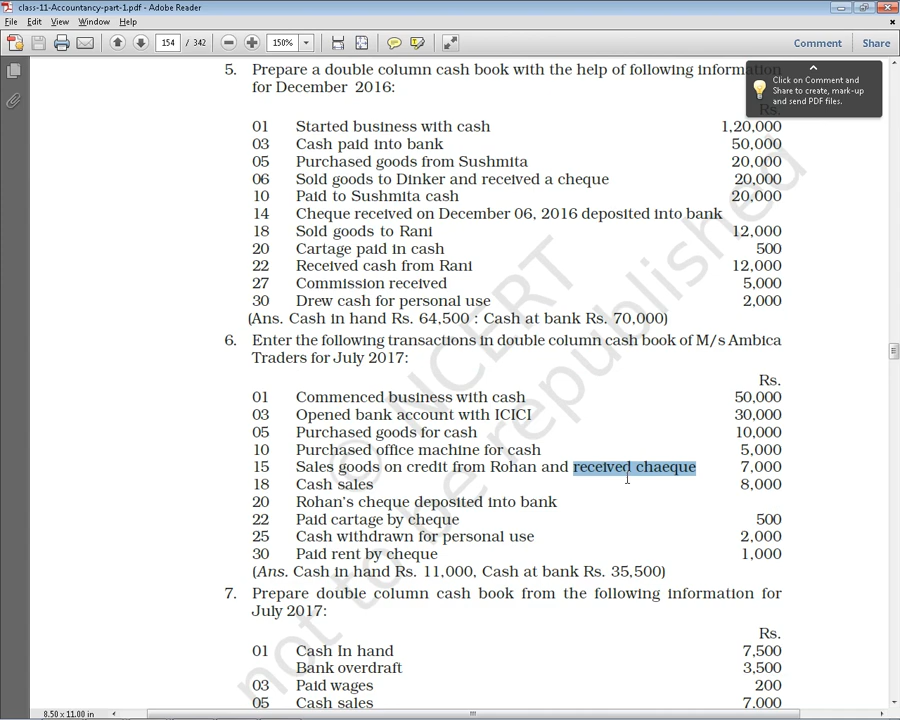 class-11-Accountancy-part-1.pdf - Adobe Reader
File Edit View Window Help
154 / 342 150% Comment Share
Click on Comment and
Share to create, mark-up
and send PDF files.
5. Prepare a double column cash book with the help of following information
for December 2016:
Rs.
01 Started business with cash 1,20,000
03 Cash paid into bank 50,000
05 Purchased goods from Sushmita 20,000
06 Sold goods to Dinker and received a cheque 20,000
10 Paid to Sushmita cash 20,000
14 Cheque received on December 06, 2016 deposited into bank
18 Sold goods to Rani 12,000
20 Cartage paid in cash 500
22 Received cash from Rani 12,000
27 Commission received 5,000
30 Drew cash for personal use 2,000
(Ans. Cash in hand Rs. 64,500 : Cash at bank Rs. 70,000)
6. Enter the following transactions in double column cash book of M/s Ambica
Traders for July 2017:
Rs.
01 Commenced business with cash 50,000
03 Opened bank account with ICICI 30,000
05 Purchased goods for cash 10,000
10 Purchased office machine for cash 5,000
15 Sales goods on credit from Rohan and received chaeque 7,000
18 Cash sales 8,000
20 Rohan's cheque deposited into bank
22 Paid cartage by cheque 500
25 Cash withdrawn for personal use 2,000
30 Paid rent by cheque 1,000
(Ans. Cash in hand Rs. 11,000, Cash at bank Rs. 35,500)
7. Prepare double column cash book from the following information for
July 2017:
Rs.
01 Cash In hand 7,500
Bank overdraft 3,500
03 Paid wages 200
05 Cash sales 7,000
© NCERT
not to be republished
8.50 x 11.00 in